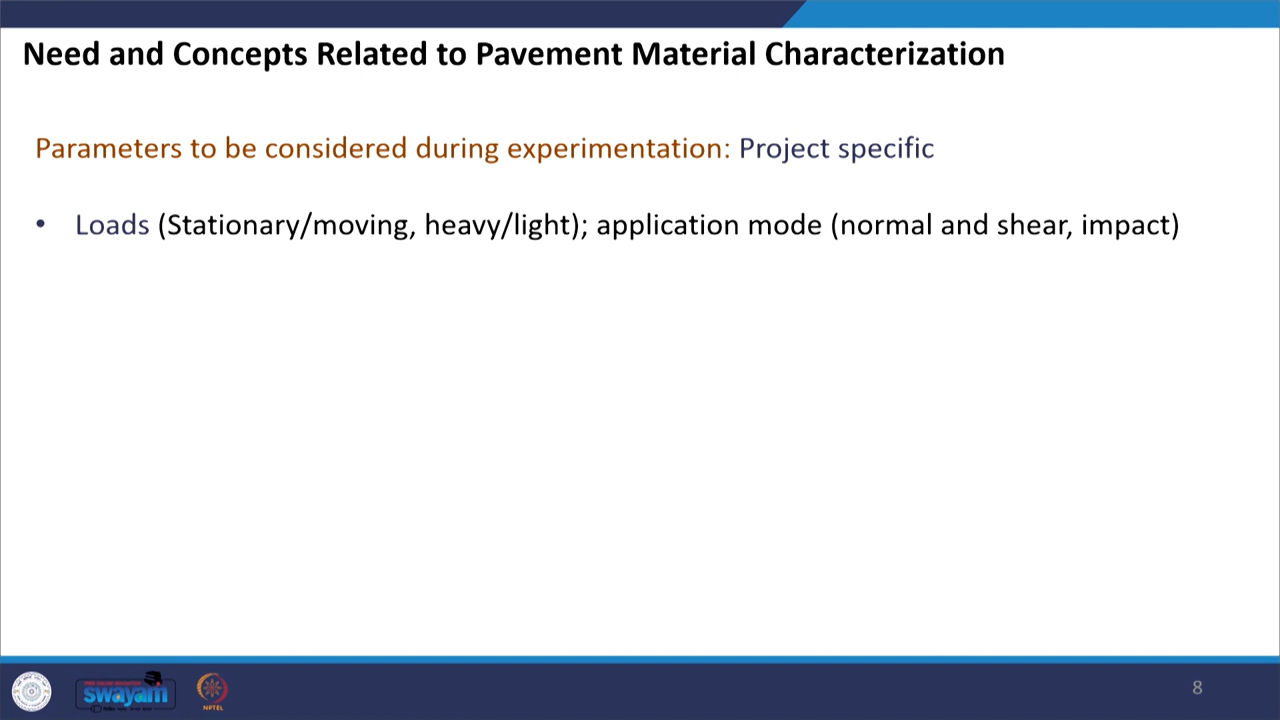 Need and Concepts Related to Pavement Material Characterization
Parameters to be considered during experimentation: Project specific
• Loads (Stationary/moving, heavy/light); application mode (normal and shear, impact)
swayam
NPTEL
8